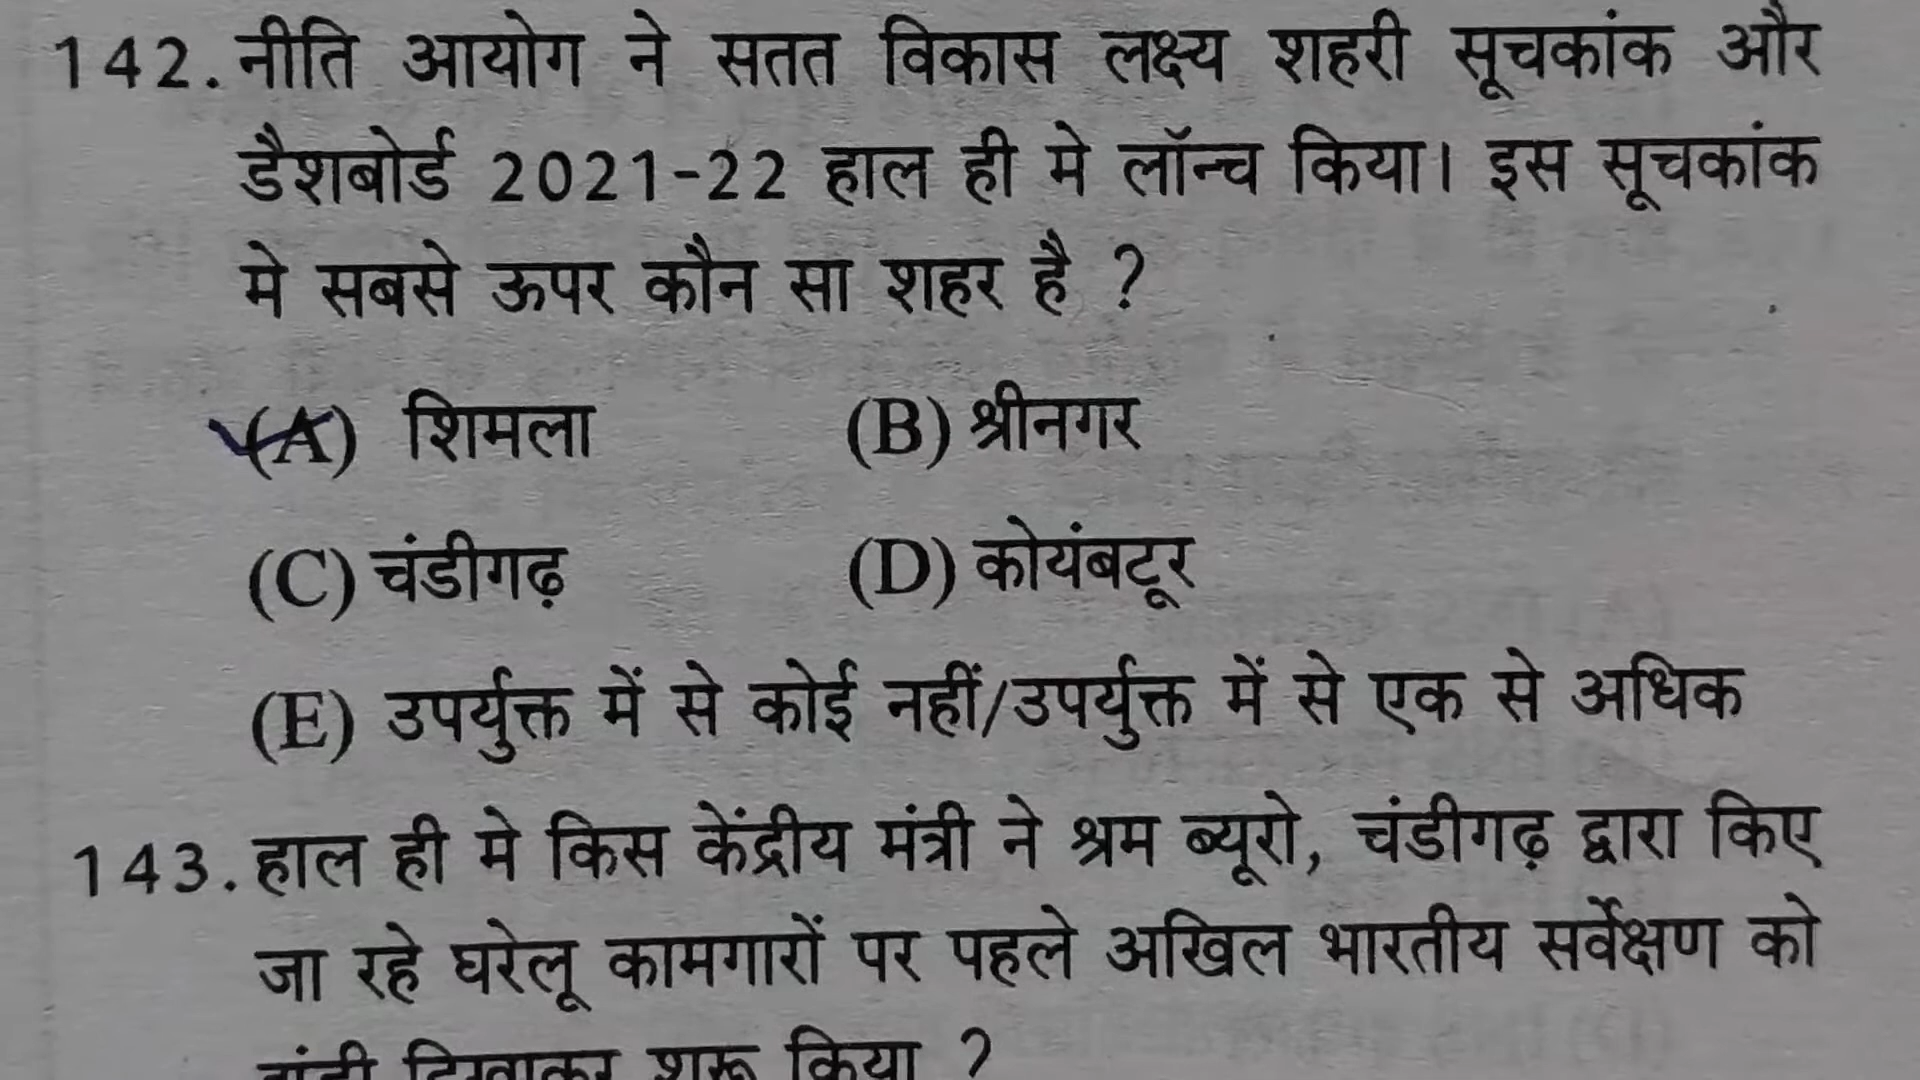 142. नीति आयोग ने सतत विकास लक्ष्य शहरी सूचकांक और
डैशबोर्ड 2021-22 हाल ही मे लॉन्च किया। इस सूचकांक
मे सबसे ऊपर कौन सा शहर है ?
(A) शिमला (B) श्रीनगर
(C) चंडीगढ़ (D) कोयंबटूर
(E) उपर्युक्त में से कोई नहीं/उपर्युक्त में से एक से अधिक
143. हाल ही मे किस केंद्रीय मंत्री ने श्रम ब्यूरो, चंडीगढ़ द्वारा किए
जा रहे घरेलू कामगारों पर पहले अखिल भारतीय सर्वेक्षण को
झंडी दिखाकर शुरू किया ?